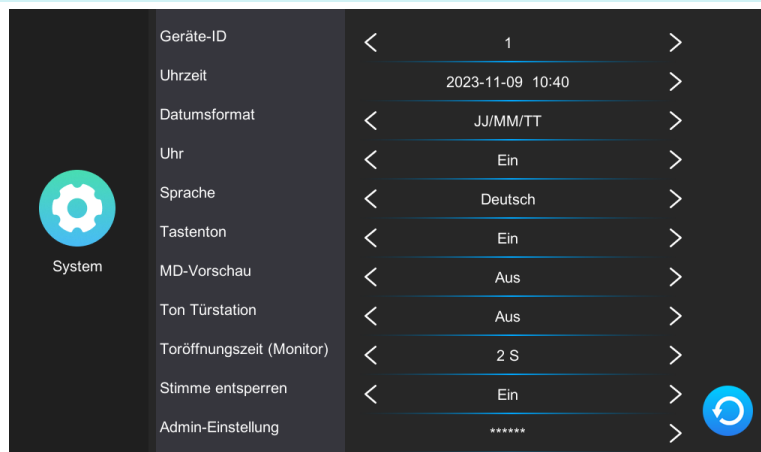 Geräte-ID 1
Uhrzeit 2023-11-09 10:40
Datumsformat JJ/MM/TT
Uhr Ein
Sprache Deutsch
Tastenton Ein
System
MD-Vorschau Aus
Ton Türstation Aus
Toröffnungszeit (Monitor) 2 S
Stimme entsperren Ein
Admin-Einstellung ******